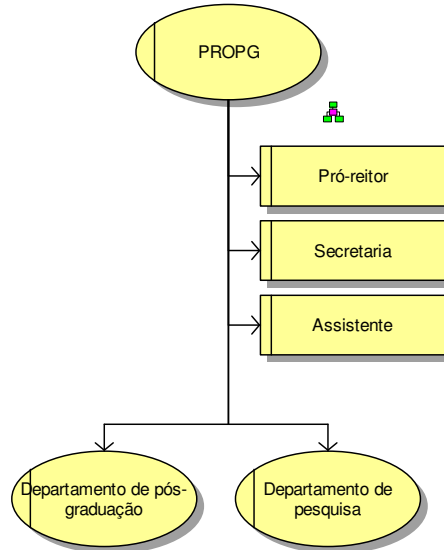 PROPG
Pró-reitor
Secretaria
Assistente
Departamento de pós-
graduação
Departamento de
pesquisa